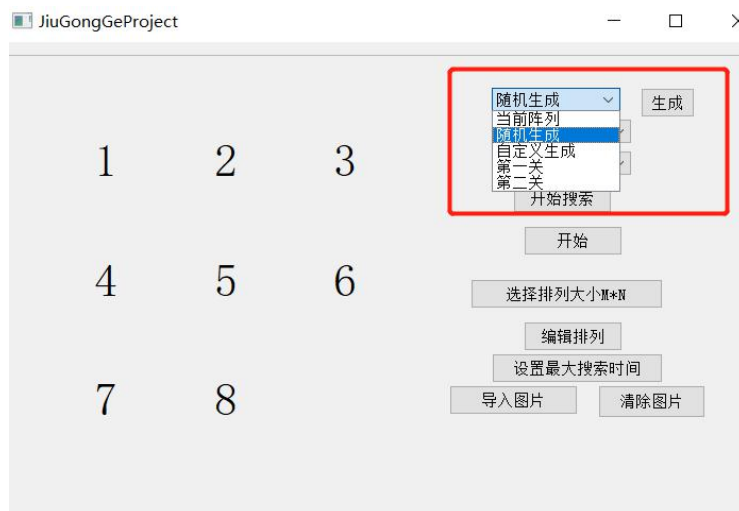 JiuGongGeProject
随机生成
生成
当前阵列
随机生成
自定义生成
第一关
第二关
开始搜索
1 2 3
开始
4 5 6
选择排列大小M*N
编辑排列
设置最大搜索时间
7 8
导入图片 清除图片